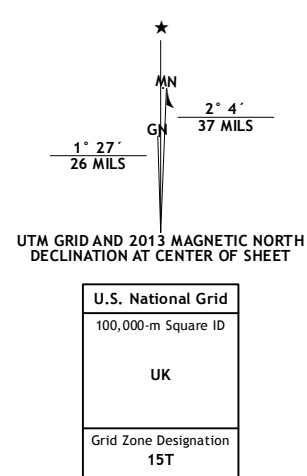 ★
MN
GN
2° 4´
37 MILS
1° 27´
26 MILS
UTM GRID AND 2013 MAGNETIC NORTH
DECLINATION AT CENTER OF SHEET
U.S. National Grid
100,000-m Square ID
UK
Grid Zone Designation
15T